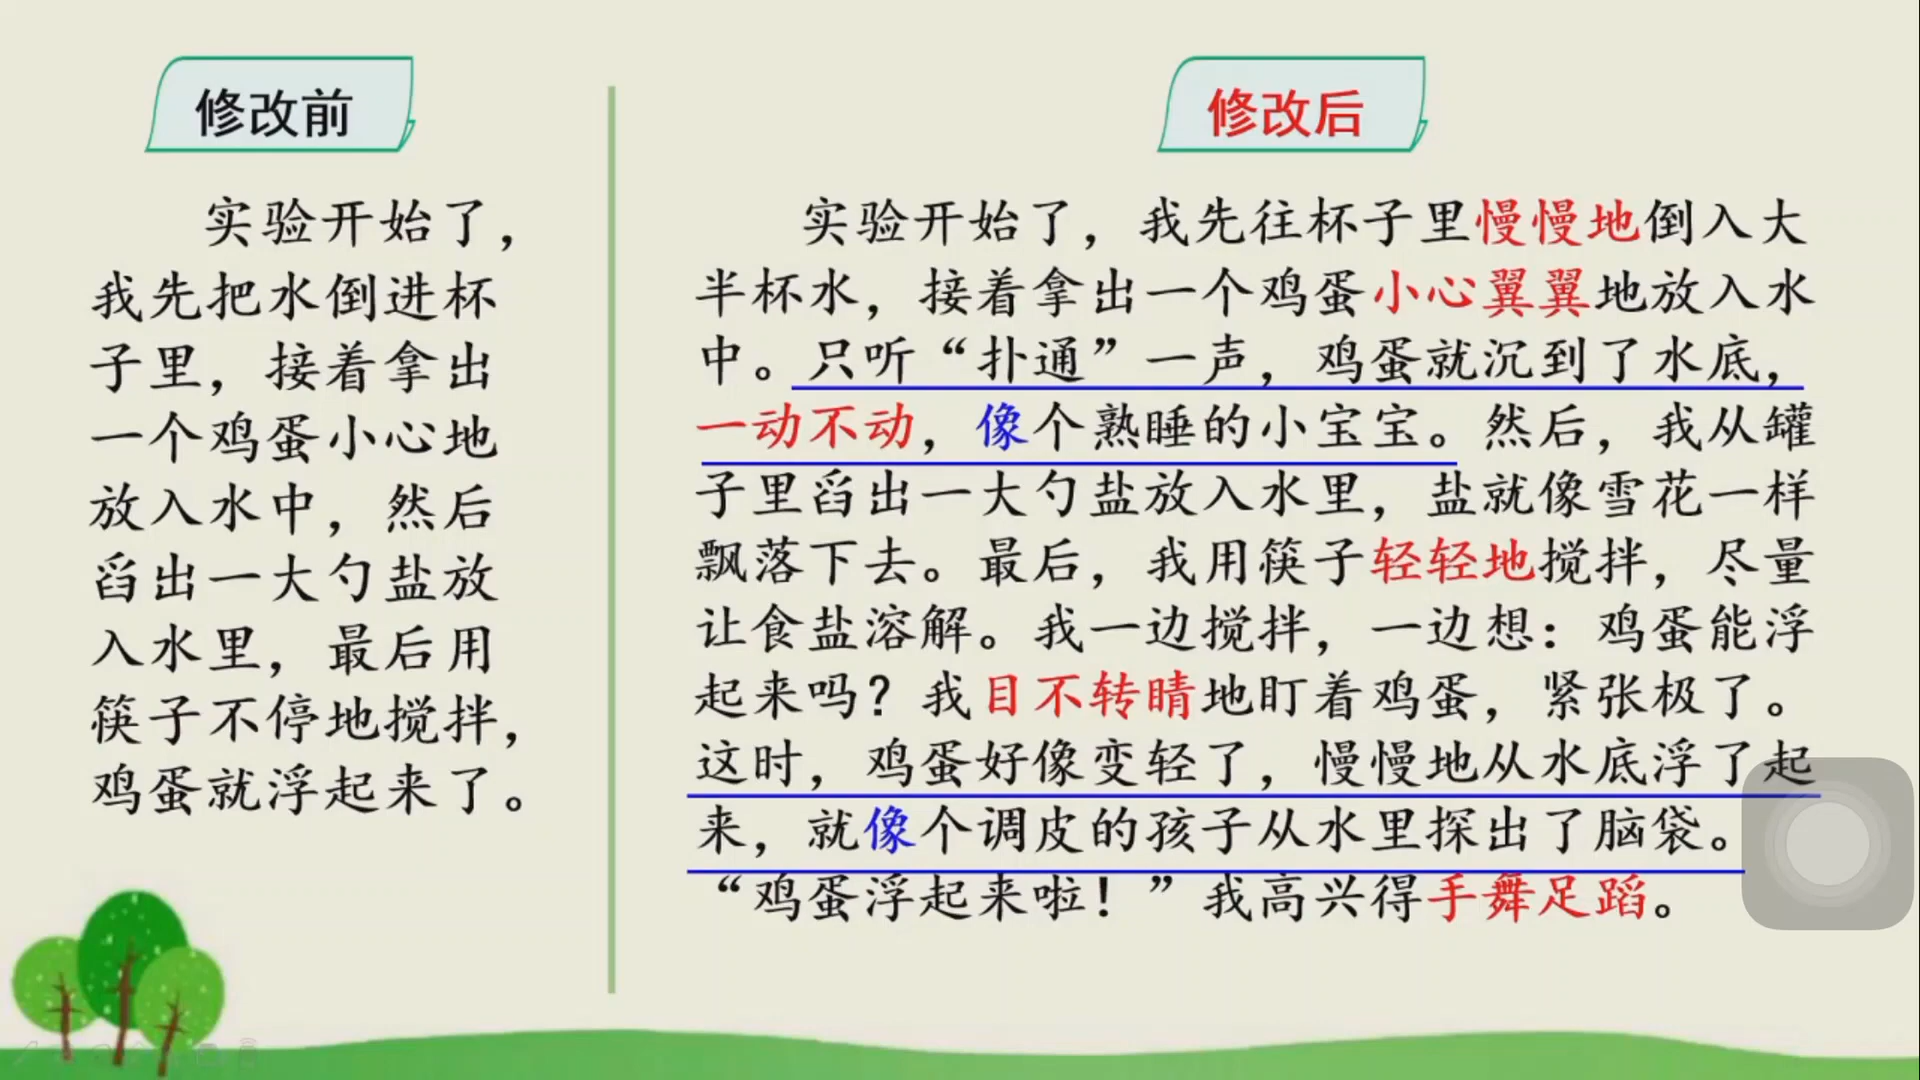 修改前
实验开始了，
我先把水倒进杯
子里，接着拿出
一个鸡蛋小心地
放入水中，然后
舀出一大勺盐放
入水里，最后用
筷子不停地搅拌，
鸡蛋就浮起来了。
修改后
实验开始了，我先往杯子里慢慢地倒入大
半杯水，接着拿出一个鸡蛋小心翼翼地放入水
中。只听“扑通”一声，鸡蛋就沉到了水底，
一动不动，像个熟睡的小宝宝。然后，我从罐
子里舀出一大勺盐放入水里，盐就像雪花一样
飘落下去。最后，我用筷子轻轻地搅拌，尽量
让食盐溶解。我一边搅拌，一边想：鸡蛋能浮
起来吗？我目不转睛地盯着鸡蛋，紧张极了。
这时，鸡蛋好像变轻了，慢慢地从水底浮了起
来，就像个调皮的孩子从水里探出了脑袋。
“鸡蛋浮起来啦！”我高兴得手舞足蹈。